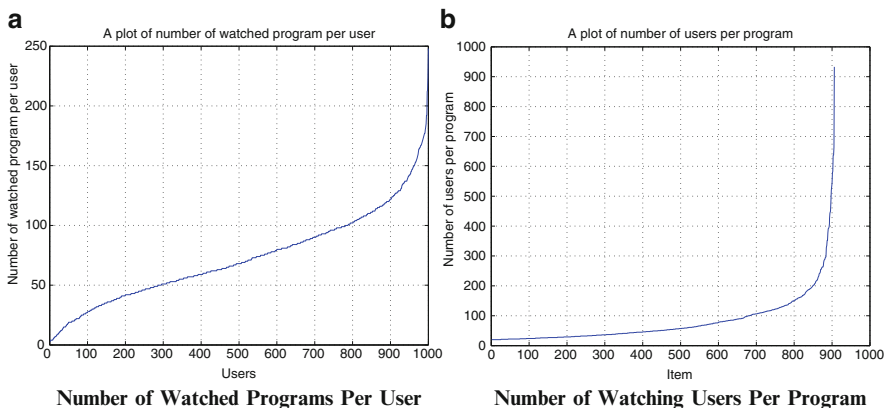 a
A plot of number of watched program per user
Number of watched program per user
250
200
150
100
50
0
0 100 200 300 400 500 600 700 800 900 1000
Users
Number of Watched Programs Per User
b
A plot of number of users per program
Number of users per program
1000
900
800
700
600
500
400
300
200
100
0
0 100 200 300 400 500 600 700 800 900 1000
Item
Number of Watching Users Per Program